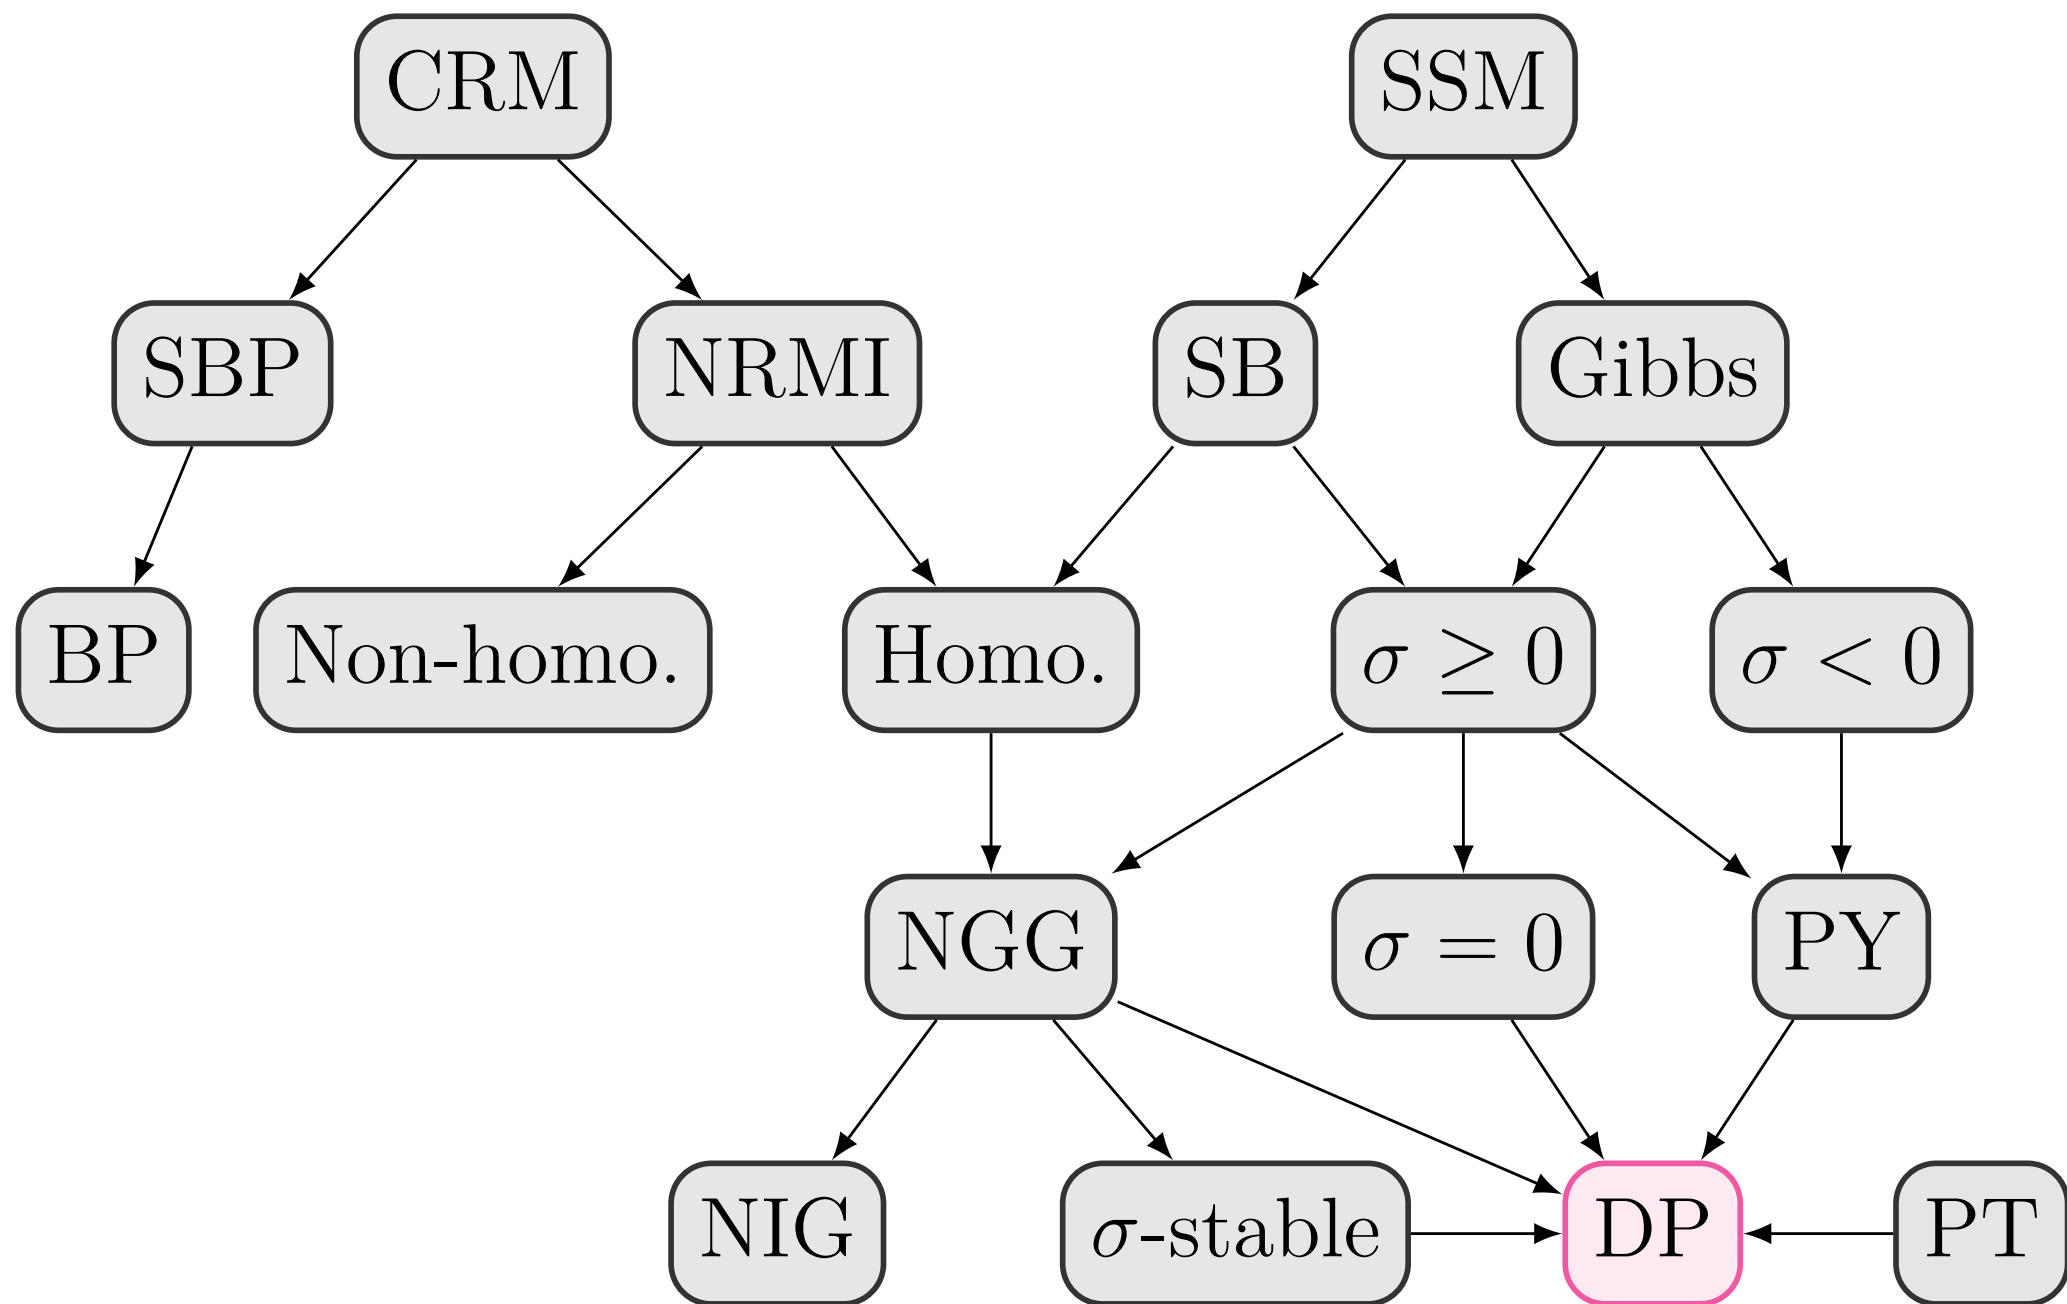 CRM
SSM
SBP
NRMI
SB
Gibbs
BP
Non-homo.
Homo.
σ ≥ 0
σ < 0
NGG
σ = 0
PY
NIG
σ-stable
DP
PT